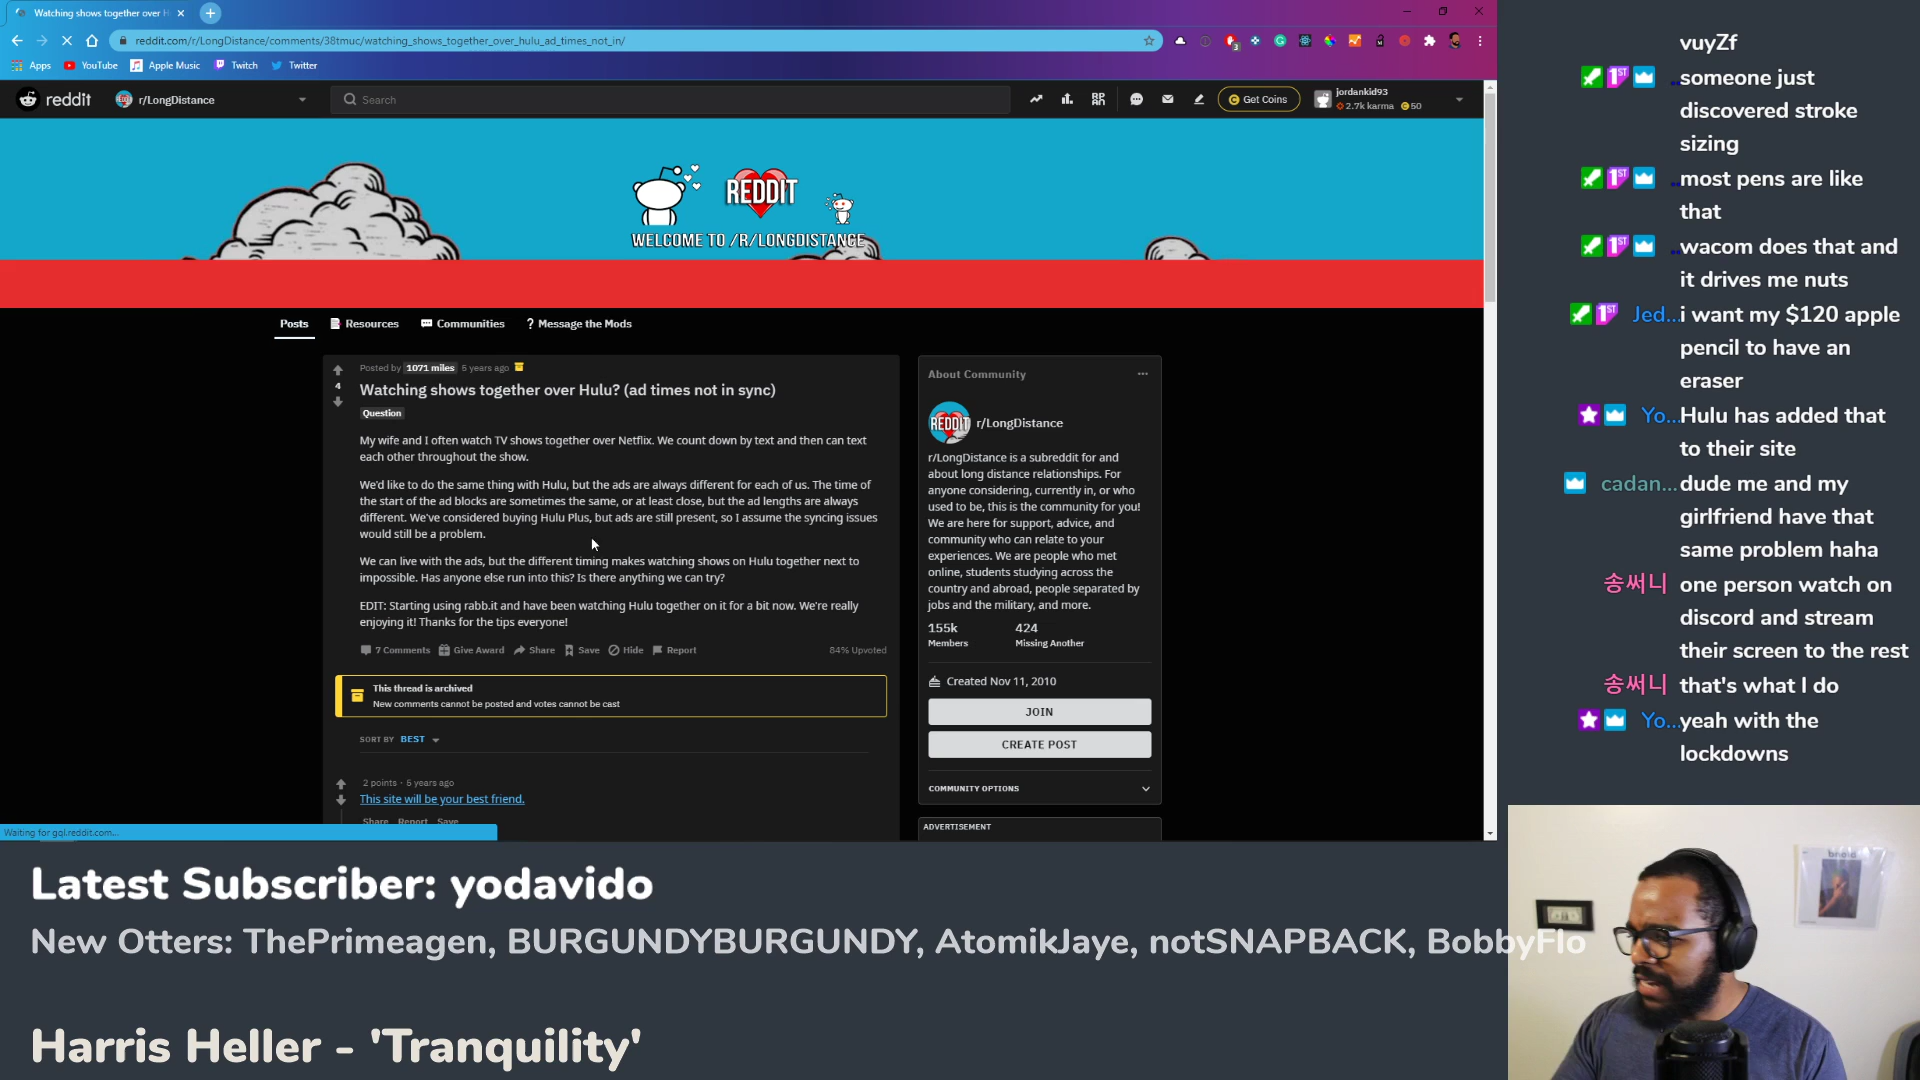 Watching shows together over H
reddit.com/r/LongDistance/comments/38tmuc/watching_shows_together_over_hulu_ad_times_not_in/
Apps YouTube Apple Music Twitch Twitter
reddit r/LongDistance Search Get Coins jordankid93
2.7k karma 50
REDDIT
WELCOME TO /R/LONGDISTANCE
Posts Resources Communities ? Message the Mods
Posted by 1071 miles 5 years ago
4
Watching shows together over Hulu? (ad times not in sync)
Question
My wife and I often watch TV shows together over Netflix. We count down by text and then can text
each other throughout the show.
We'd like to do the same thing with Hulu, but the ads are always different for each of us. The time of
the start of the ad blocks are sometimes the same, or at least close, but the ad lengths are always
different. We've considered buying Hulu Plus, but ads are still present, so I assume the syncing issues
would still be a problem.
We can live with the ads, but the different timing makes watching shows on Hulu together next to
impossible. Has anyone else run into this? Is there anything we can try?
EDIT: Starting using rabb.it and have been watching Hulu together on it for a bit now. We're really
enjoying it! Thanks for the tips everyone!
7 Comments Give Award Share Save Hide Report 84% Upvoted
This thread is archived
New comments cannot be posted and votes cannot be cast
SORT BY BEST
2 points · 5 years ago
This site will be your best friend.
Share Report Save
Waiting for gql.reddit.com...
About Community
REDDIT r/LongDistance
r/LongDistance is a subreddit for and
about long distance relationships. For
anyone considering, currently in, or who
used to be, this is the community for you!
We are here for support, advice, and
community who can relate to your
experiences. We are people who met
online, students studying across the
country and abroad, people separated by
jobs and the military, and more.
155k 424
Members Missing Another
Created Nov 11, 2010
JOIN
CREATE POST
COMMUNITY OPTIONS
ADVERTISEMENT
vuyZf
someone just
discovered stroke
sizing
most pens are like
that
wacom does that and
it drives me nuts
Jed... i want my $120 apple
pencil to have an
eraser
Yo... Hulu has added that
to their site
cadan... dude me and my
girlfriend have that
same problem haha
송써니 one person watch on
discord and stream
their screen to the rest
송써니 that's what I do
Yo... yeah with the
lockdowns
Latest Subscriber: yodavido
New Otters: ThePrimeagen, BURGUNDYBURGUNDY, AtomikJaye, notSNAPBACK, BobbyFlo
Harris Heller - 'Tranquility'